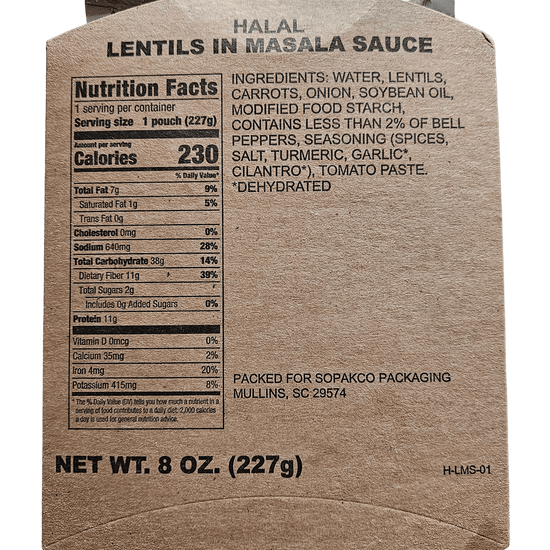 HALAL
LENTILS IN MASALA SAUCE
Nutrition Facts
1 serving per container
Serving size 1 pouch (227g)
Amount per serving
Calories 230
% Daily Value*
Total Fat 7g 9%
Saturated Fat 1g 5%
Trans Fat 0g
Cholesterol 0mg 0%
Sodium 640mg 28%
Total Carbohydrate 38g 14%
Dietary Fiber 11g 39%
Total Sugars 2g
Includes 0g Added Sugars 0%
Protein 11g
Vitamin D 0mcg 0%
Calcium 35mg 2%
Iron 4mg 20%
Potassium 415mg 8%
*The % Daily Value (DV) tells you how much a nutrient in a
serving of food contributes to a daily diet. 2,000 calories
a day is used for general nutrition advice.
INGREDIENTS: WATER, LENTILS,
CARROTS, ONION, SOYBEAN OIL,
MODIFIED FOOD STARCH,
CONTAINS LESS THAN 2% OF BELL
PEPPERS, SEASONING (SPICES,
SALT, TURMERIC, GARLIC*,
CILANTRO*), TOMATO PASTE.
*DEHYDRATED
PACKED FOR SOPAKCO PACKAGING
MULLINS, SC 29574
NET WT. 8 OZ. (227g)
H-LMS-01